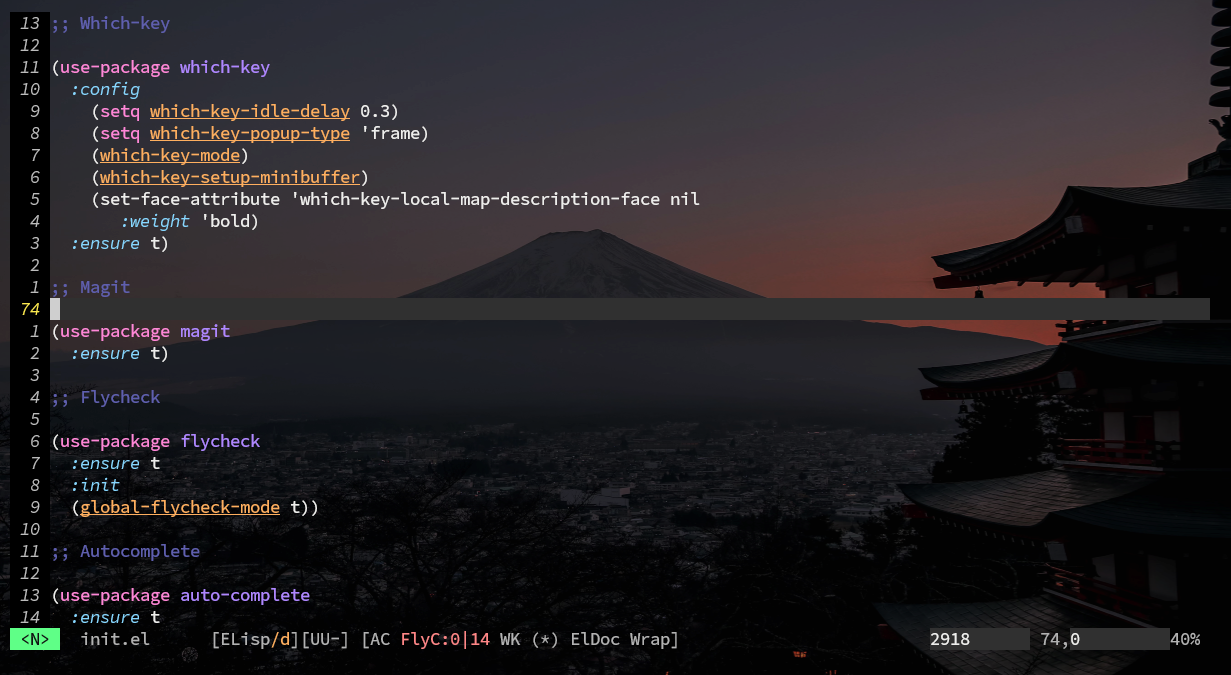 13 ;; Which-key
12
11 (use-package which-key
10   :config
9     (setq which-key-idle-delay 0.3)
8     (setq which-key-popup-type 'frame)
7     (which-key-mode)
6     (which-key-setup-minibuffer)
5     (set-face-attribute 'which-key-local-map-description-face nil
4        :weight 'bold)
3   :ensure t)
2
1 ;; Magit
74
1 (use-package magit
2   :ensure t)
3
4 ;; Flycheck
5
6 (use-package flycheck
7   :ensure t
8   :init
9   (global-flycheck-mode t))
10
11 ;; Autocomplete
12
13 (use-package auto-complete
14   :ensure t
<N>  init.el      [ELisp/d][UU-] [AC FlyC:0|14 WK (*) ElDoc Wrap] 2918 74,0 40%